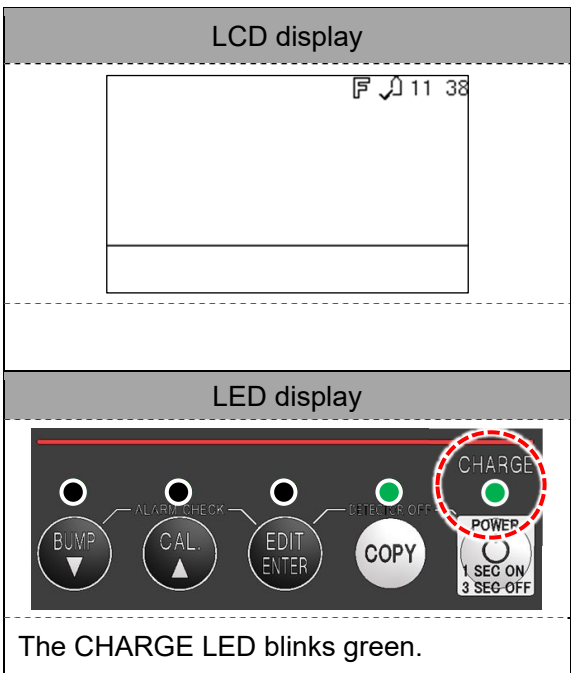 LCD display
F 11 38
LED display
CHARGE
ALARM CHECK
DETECTOR OFF
BUMP
CAL.
EDIT
ENTER
COPY
POWER
1 SEC ON
3 SEC OFF
The CHARGE LED blinks green.